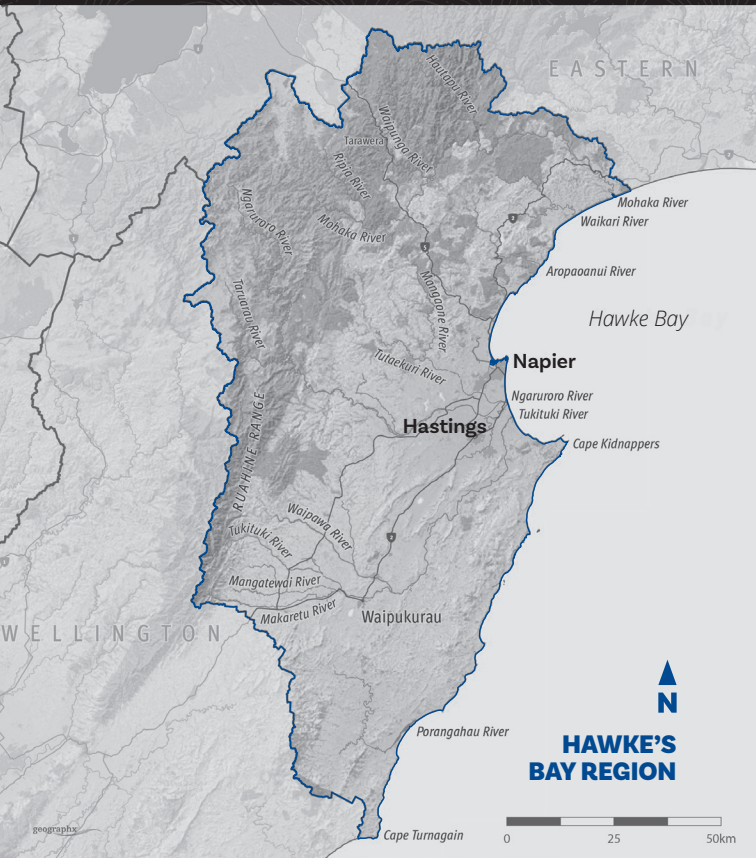 EASTERN
Hautapu River
Waipunga River
Tarawera
Ripia River
Mohaka River
Ngaruroro River
Mohaka River
Waikari River
2
5
Aropaoanui River
Mangaone River
Taruarau River
Hawke Bay
Napier
Tutaekuri River
Ngaruroro River
Tukituki River
Hastings
RUAHINE RANGE
Cape Kidnappers
Waipawa River
Tukituki River
2
Mangatewai River
Makaretu River
Waipukurau
WELLINGTON
N
Porangahau River
HAWKE'S
BAY REGION
geographx
Cape Turnagain
0 25 50km